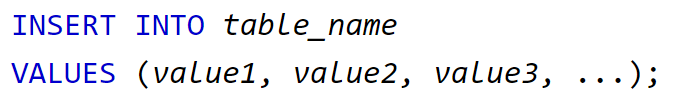 INSERT INTO table_name
VALUES (value1, value2, value3, ...);